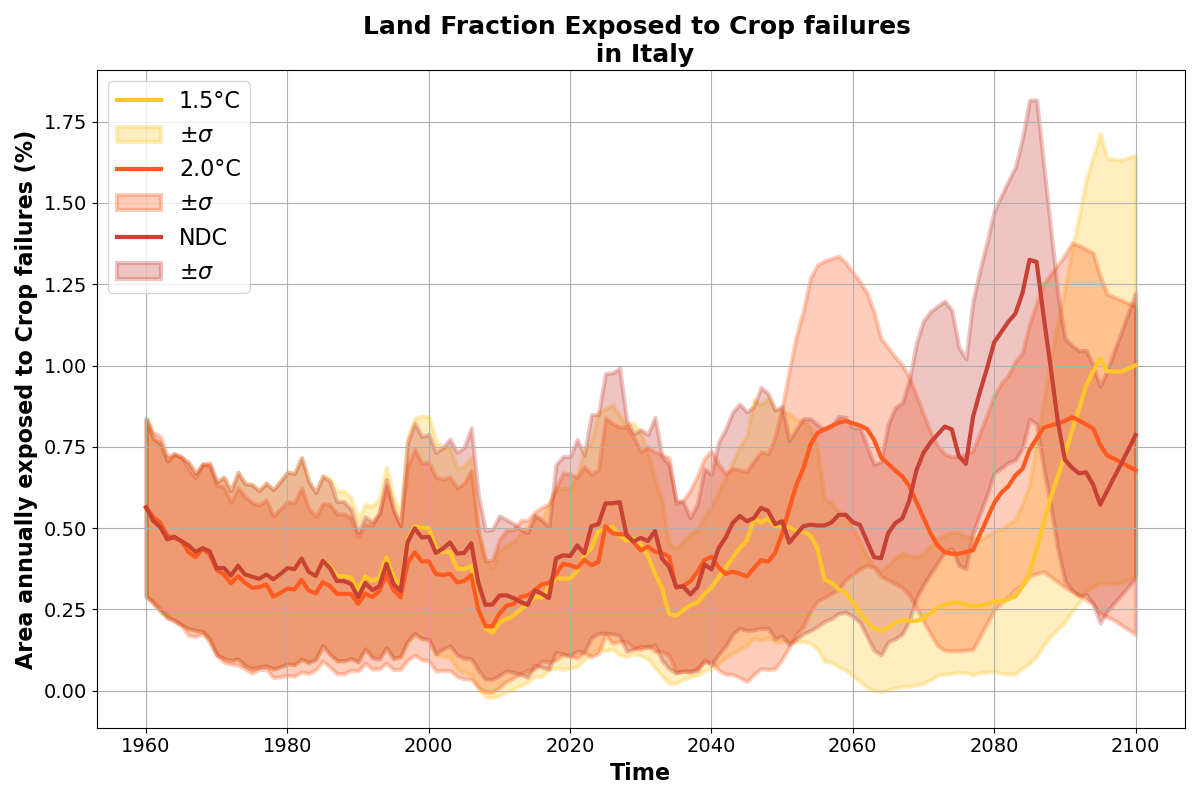 Land Fraction Exposed to Crop failures
in Italy
Area annually exposed to Crop failures (%)
1.75
1.50
1.25
1.00
0.75
0.50
0.25
0.00
1.5°C
±σ
2.0°C
±σ
NDC
±σ
1960 1980 2000 2020 2040 2060 2080 2100
Time